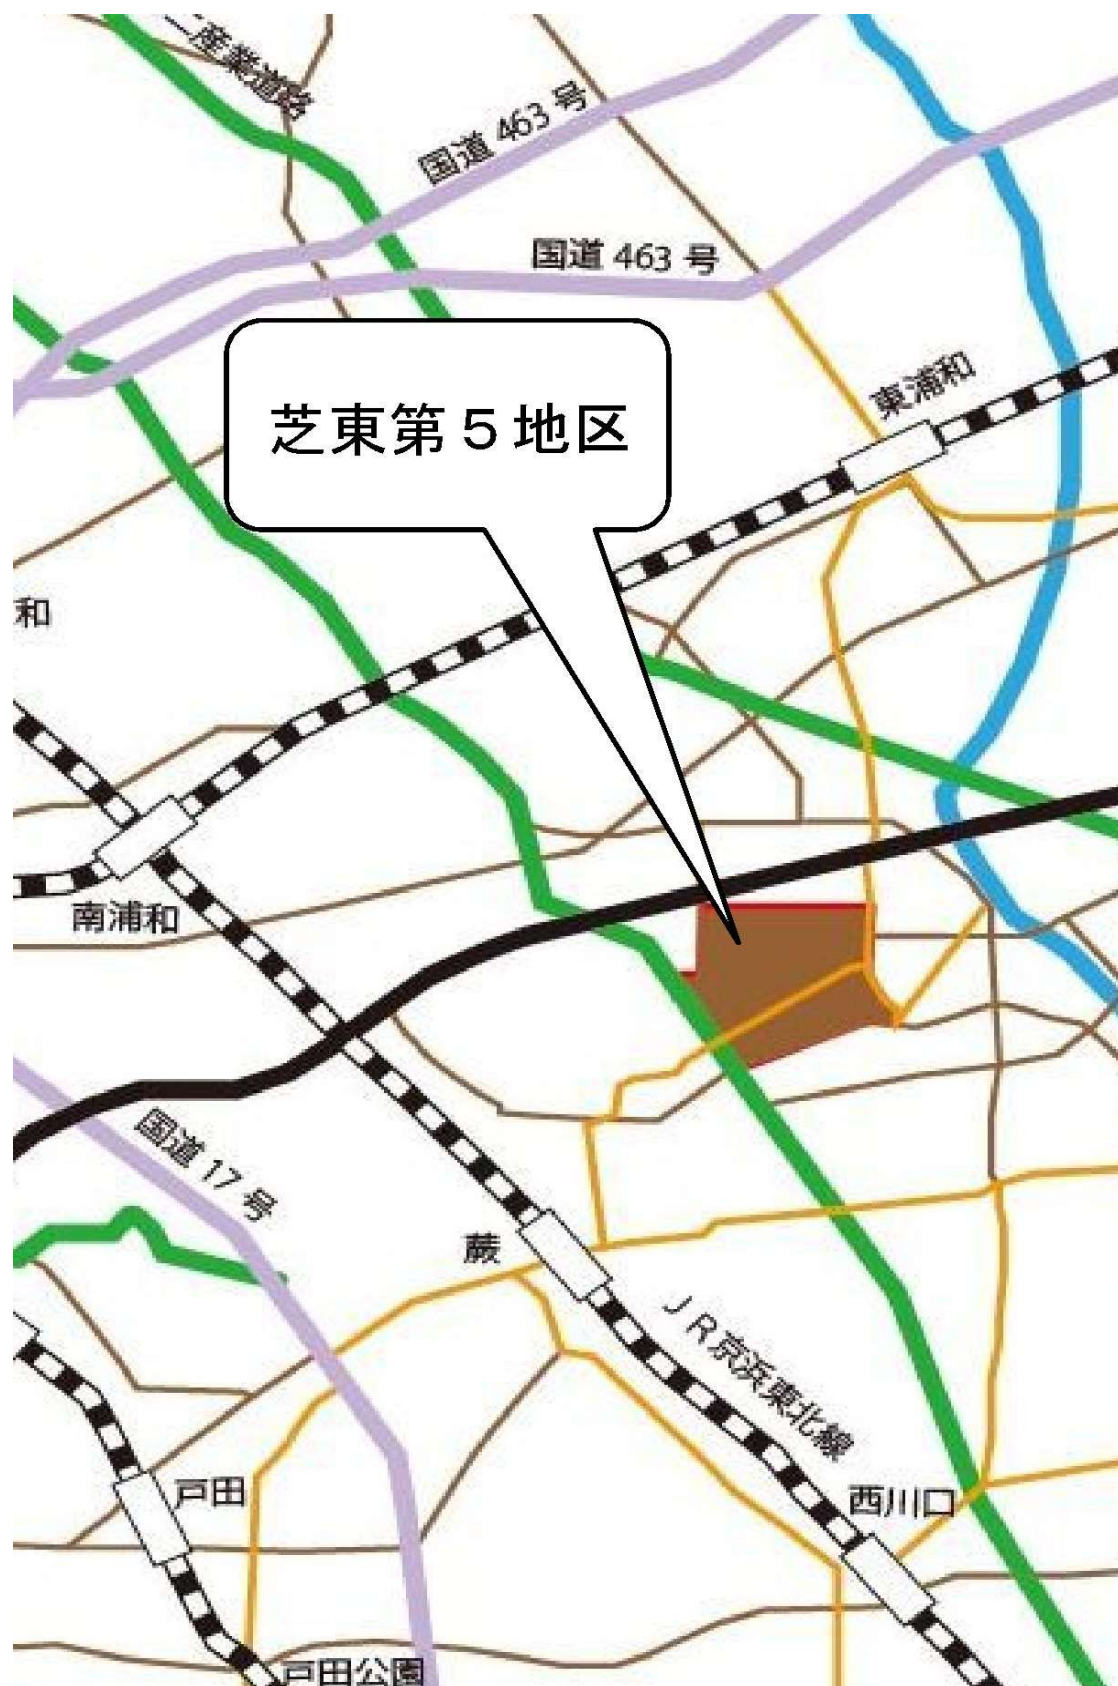 産業道路
国道 463 号
国道 463 号
芝東第５地区
東浦和
和
南浦和
国道 17 号
蕨
ＪＲ京浜東北線
戸田
西川口
戸田公園